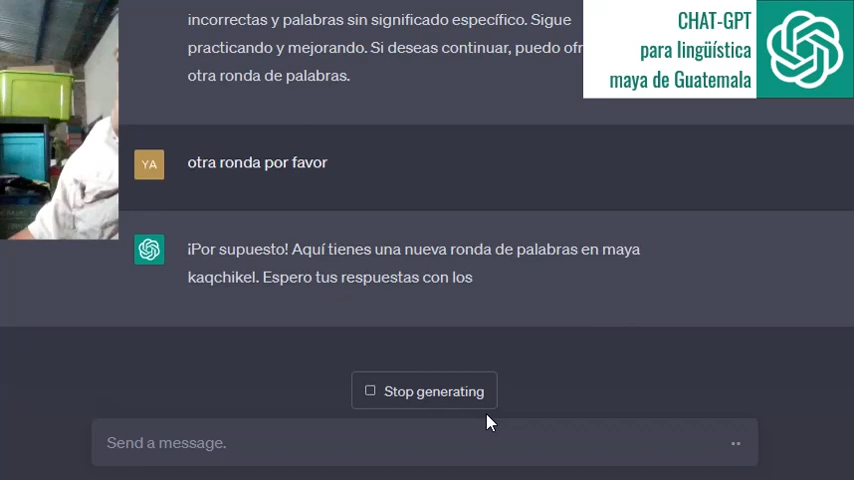 incorrectas y palabras sin significado específico. Sigue
practicando y mejorando. Si deseas continuar, puedo ofr
otra ronda de palabras.
CHAT-GPT
para lingüística
maya de Guatemala
YA
otra ronda por favor
¡Por supuesto! Aquí tienes una nueva ronda de palabras en maya
kaqchikel. Espero tus respuestas con los
Stop generating
Send a message.